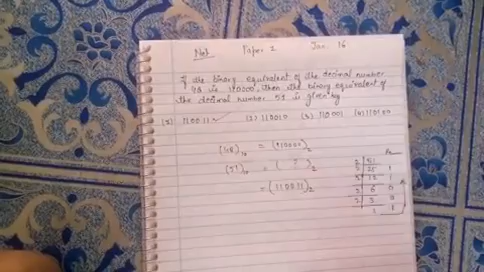 Net Paper 2 Jan 16
If the binary equivalent of the decimal number
48 is 110000, then the binary equivalent of
the decimal number 51 is given by
(1) 110011 (2) 110010 (3) 110001 (4) 110100
(48)10 = (110000)2
(51)10 = ( ? )2
= (110011)2
2 51
2 25 1
2 12 1
2 6 0
2 3 0
1 1